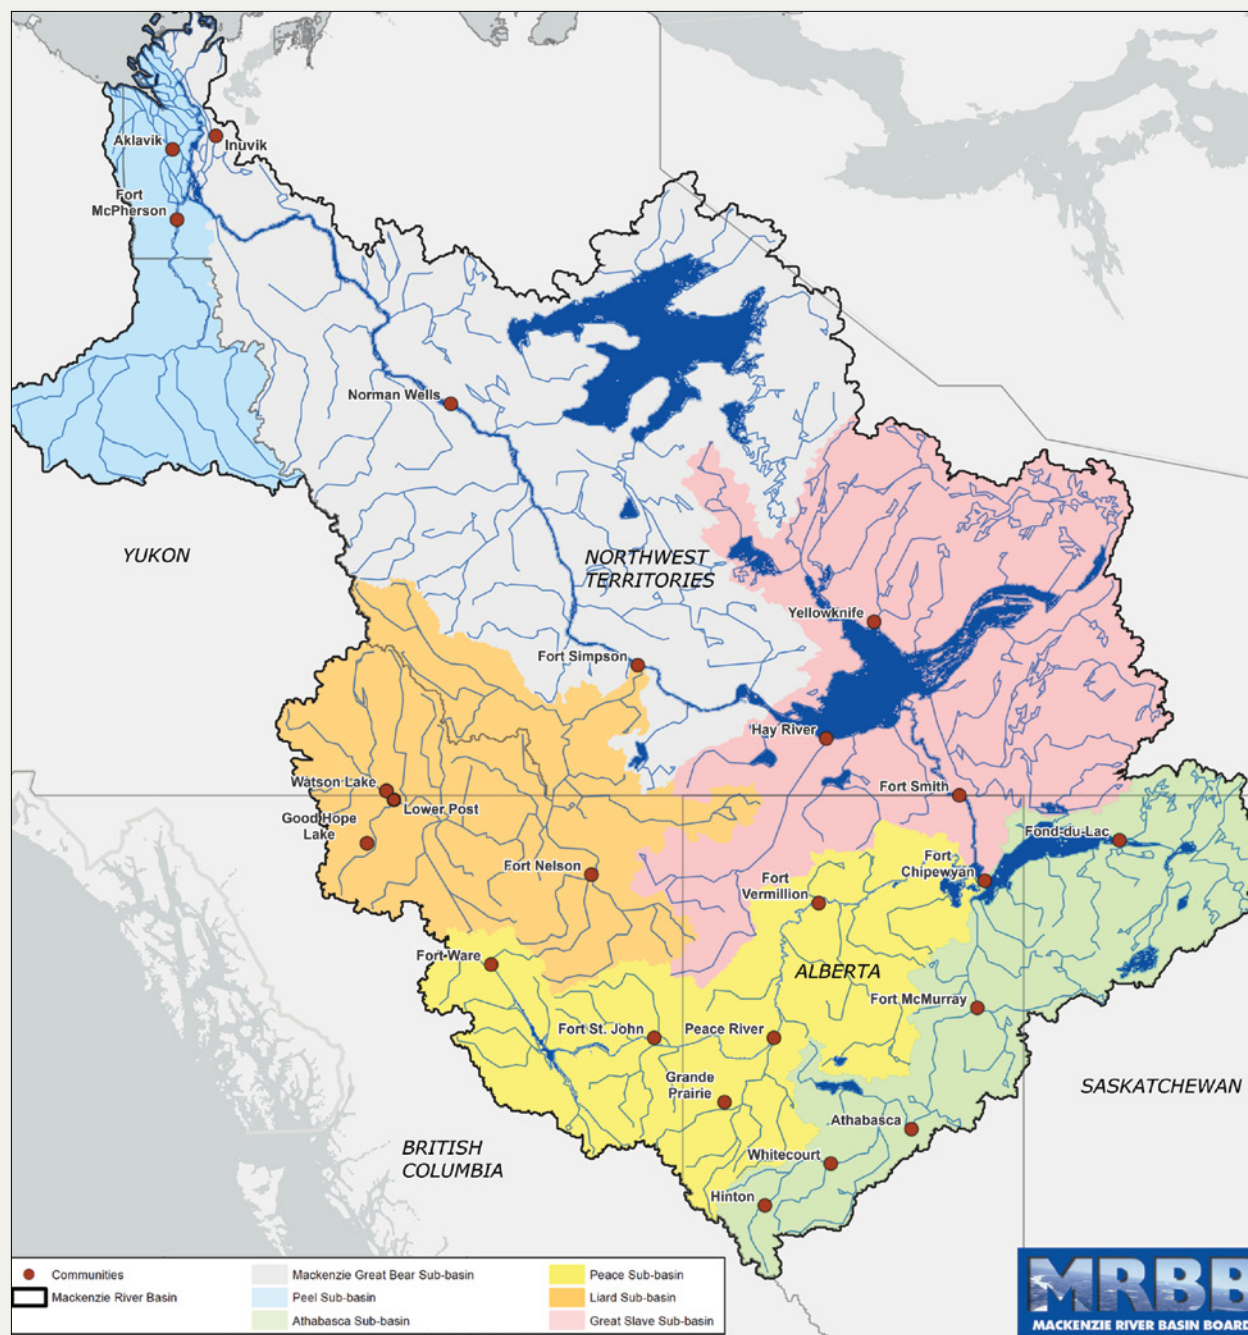 Aklavik
Inuvik
Fort
McPherson
Norman Wells
YUKON
NORTHWEST
TERRITORIES
Yellowknife
Fort Simpson
Hay River
Watson Lake
Lower Post
Good Hope
Lake
Fort Smith
Fond-du-Lac
Fort
Chipewyan
Fort Nelson
Fort
Vermillion
Fort Ware
ALBERTA
Fort McMurray
Fort St. John
Peace River
Grande
Prairie
SASKATCHEWAN
Athabasca
BRITISH
COLUMBIA
Whitecourt
Hinton
Communities
Mackenzie River Basin
Mackenzie Great Bear Sub-basin
Peel Sub-basin
Athabasca Sub-basin
Peace Sub-basin
Liard Sub-basin
Great Slave Sub-basin
MRBB
MACKENZIE RIVER BASIN BOARD